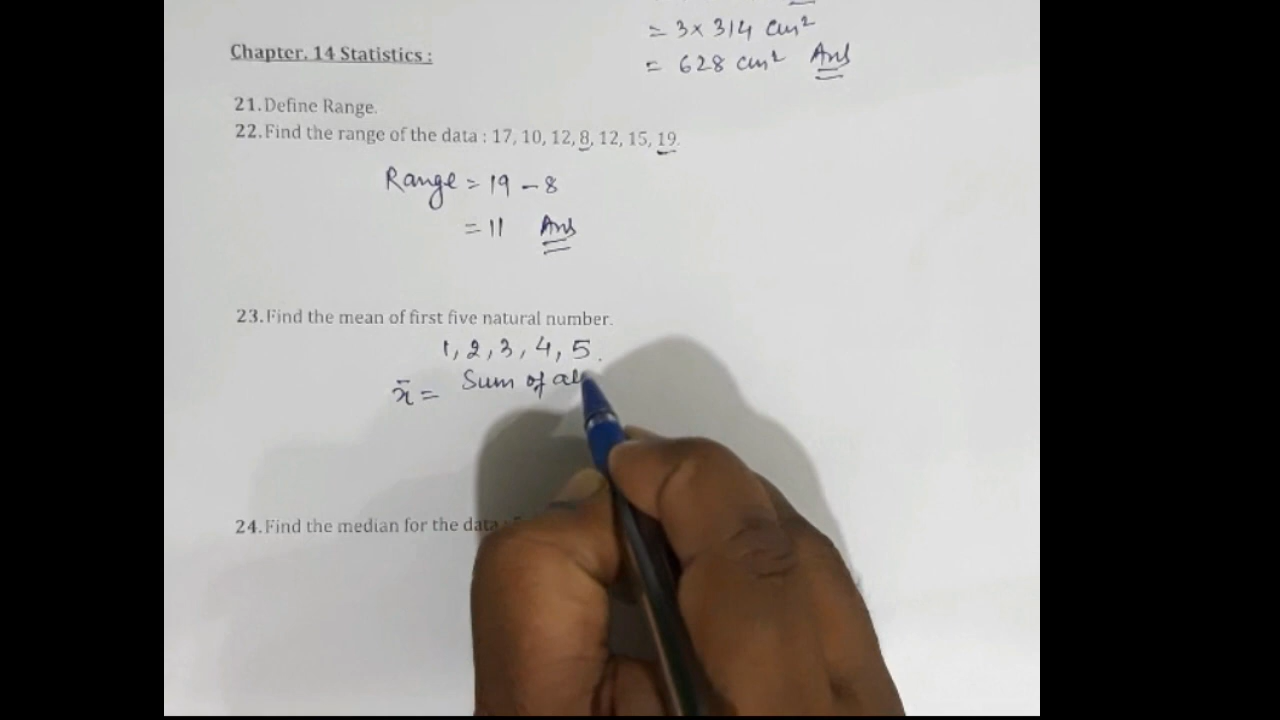 = 3 x 314 cm²
= 628 cm² Ans
Chapter. 14 Statistics :
21. Define Range.
22. Find the range of the data : 17, 10, 12, 8, 12, 15, 19.
Range = 19 - 8
= 11 Ans
23. Find the mean of first five natural number.
1, 2, 3, 4, 5.
x̄ = Sum of al
24. Find the median for the data :